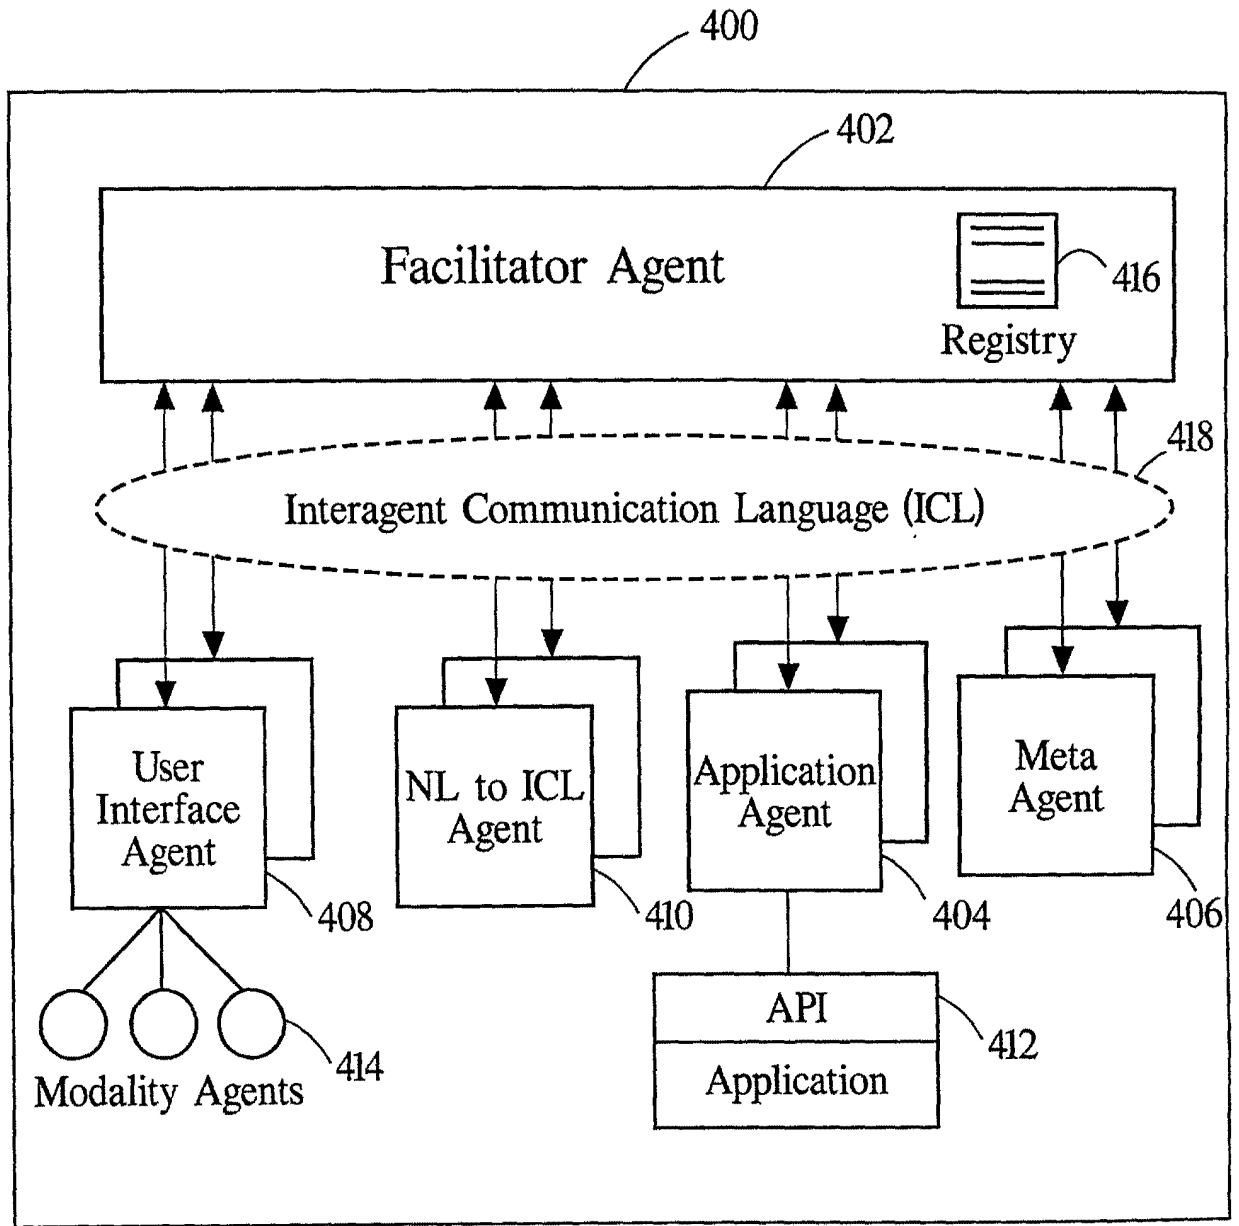 400
402
Facilitator Agent
416
Registry
418
Interagent Communication Language (ICL)
User
Interface
Agent
408
NL to ICL
Agent
410
Application
Agent
404
Meta
Agent
406
414
Modality Agents
API
412
Application